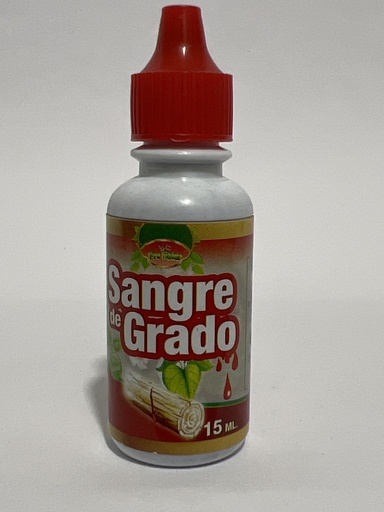 Sangre
de
Grado
15 ML.